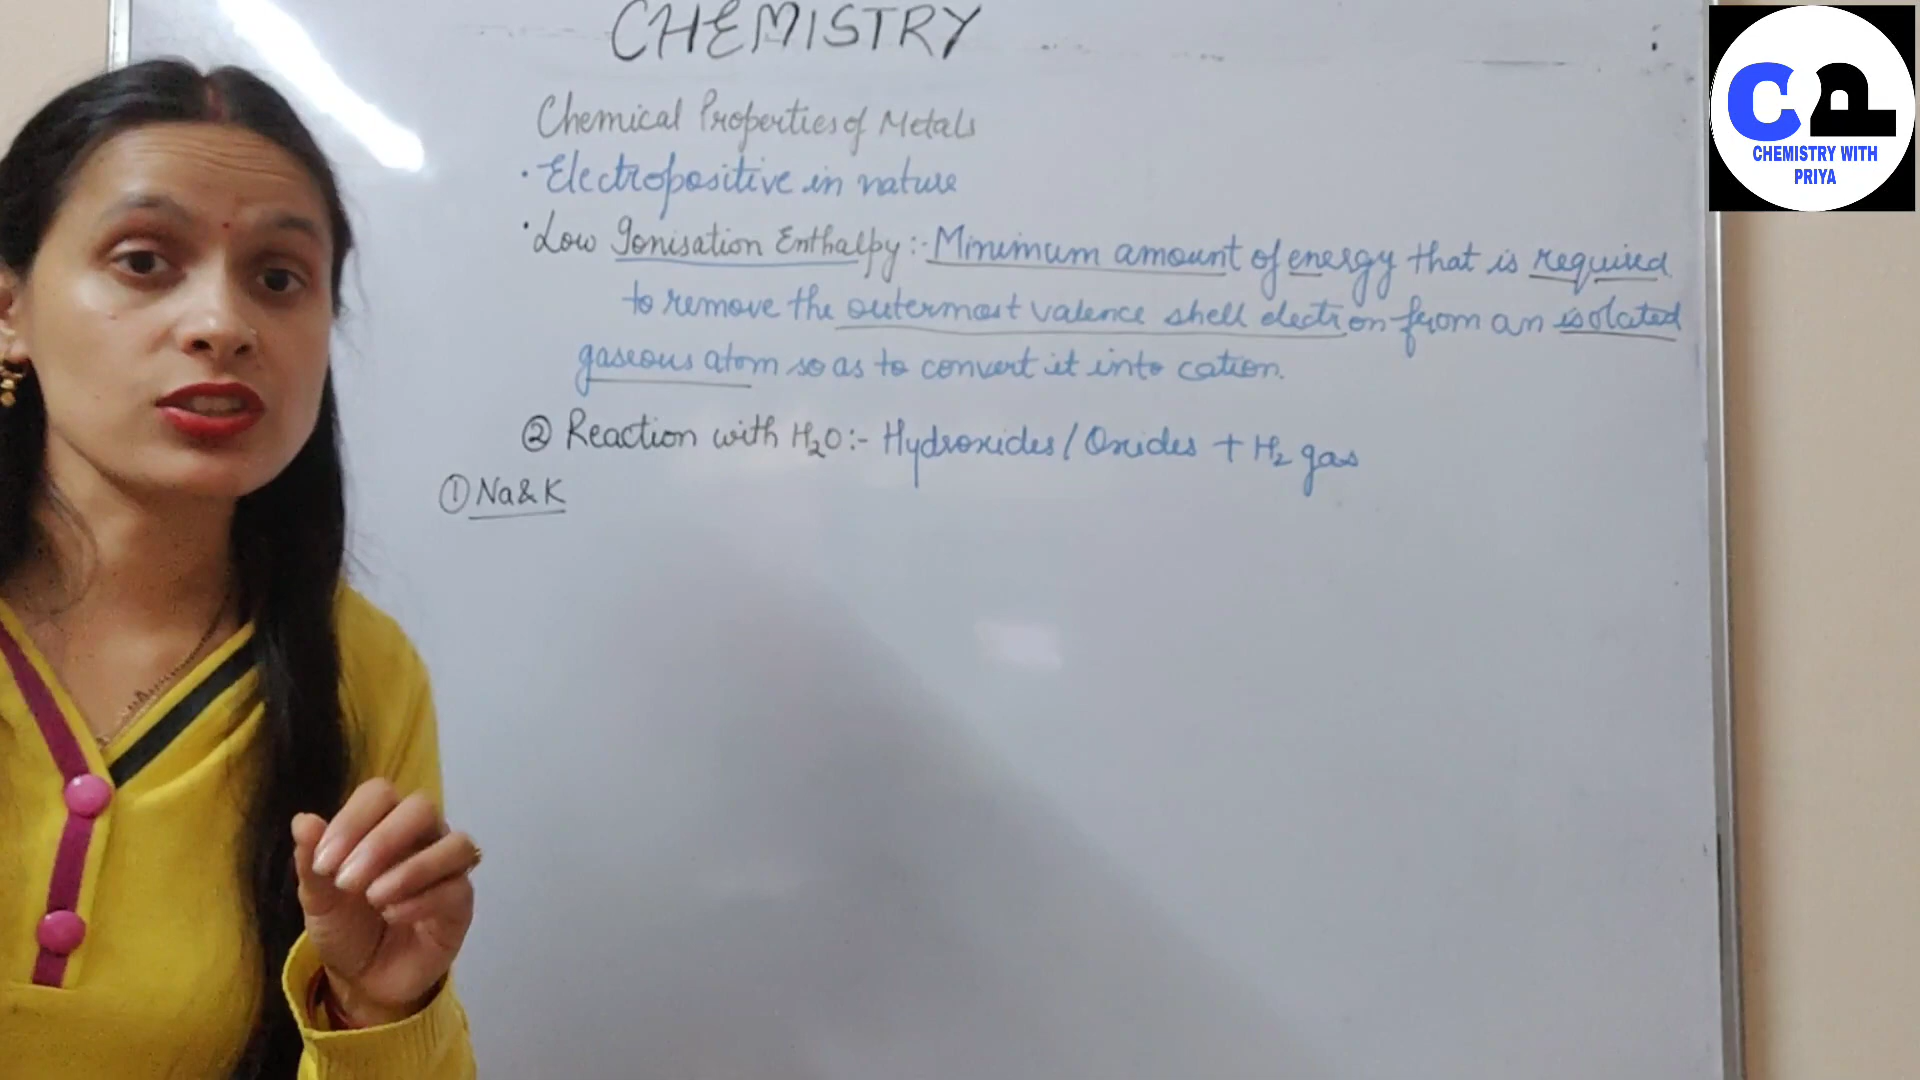 CHEMISTRY
Chemical Properties of Metals
• Electropositive in nature
• Low Ionisation Enthalpy :- Minimum amount of energy that is required
to remove the outermost valence shell electron from an isolated
gaseous atom so as to convert it into cation.
② Reaction with H₂O :- Hydroxides / Oxides + H₂ gas
① Na & K
CP
CHEMISTRY WITH
PRIYA